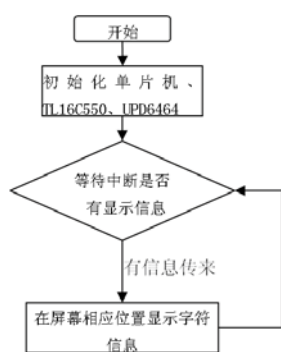 开始
初始化单片机、
TL16C550、UPD6464
等待中断是否
有显示信息
有信息传来
在屏幕相应位置显示字符
信息